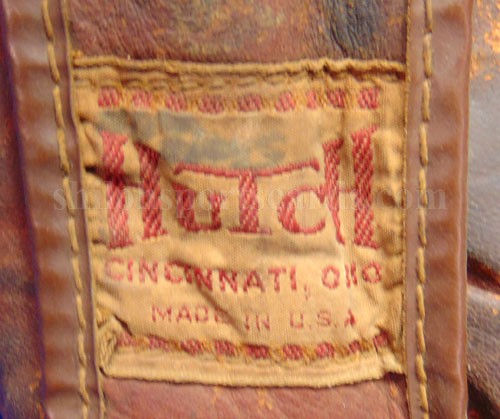 Hutch
CINCINNATI, OHIO
MADE IN U.S.A